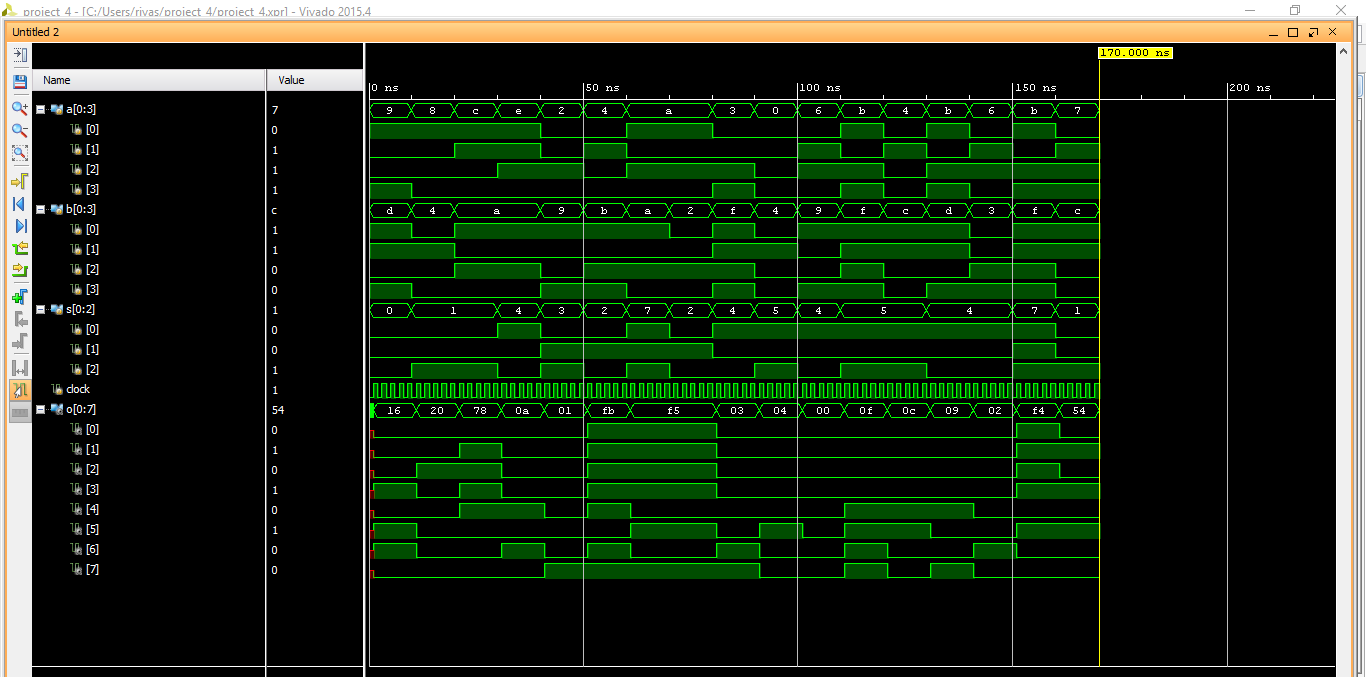 project_4 - [C:/Users/rivas/project_4/project_4.xpr] - Vivado 2015.4
Untitled 2
170.000 ns
Name Value
0 ns 50 ns 100 ns 150 ns 200 ns
a[0:3] 7 9 8 c e 2 4 a 3 0 6 b 4 b 6 b 7
[0] 0
[1] 1
[2] 1
[3] 1
b[0:3] c d 4 a 9 b a 2 f 4 9 f c d 3 f c
[0] 1
[1] 1
[2] 0
[3] 0
s[0:2] 1 0 1 4 3 2 7 2 4 5 4 5 4 7 1
[0] 0
[1] 0
[2] 1
clock 1
o[0:7] 54 16 20 78 0a 01 fb f5 03 04 00 0f 0c 09 02 f4 54
[0] 0
[1] 1
[2] 0
[3] 1
[4] 0
[5] 1
[6] 0
[7] 0